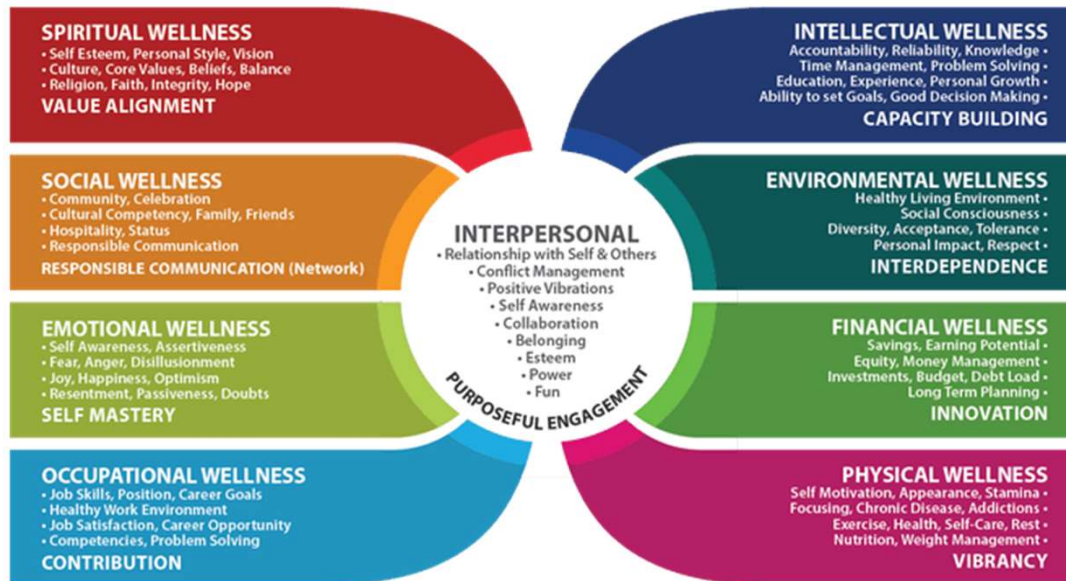 SPIRITUAL WELLNESS
• Self Esteem, Personal Style, Vision
• Culture, Core Values, Beliefs, Balance
• Religion, Faith, Integrity, Hope
VALUE ALIGNMENT
SOCIAL WELLNESS
• Community, Celebration
• Cultural Competency, Family, Friends
• Hospitality, Status
• Responsible Communication
RESPONSIBLE COMMUNICATION (Network)
EMOTIONAL WELLNESS
• Self Awareness, Assertiveness
• Fear, Anger, Disillusionment
• Joy, Happiness, Optimism
• Resentment, Passiveness, Doubts
SELF MASTERY
OCCUPATIONAL WELLNESS
• Job Skills, Position, Career Goals
• Healthy Work Environment
• Job Satisfaction, Career Opportunity
• Competencies, Problem Solving
CONTRIBUTION
INTERPERSONAL
• Relationship with Self & Others
• Conflict Management
• Positive Vibrations
• Self Awareness
• Collaboration
• Belonging
• Esteem
• Power
• Fun
PURPOSEFUL ENGAGEMENT
INTELLECTUAL WELLNESS
Accountability, Reliability, Knowledge •
Time Management, Problem Solving •
Education, Experience, Personal Growth •
Ability to set Goals, Good Decision Making •
CAPACITY BUILDING
ENVIRONMENTAL WELLNESS
Healthy Living Environment •
Social Consciousness •
Diversity, Acceptance, Tolerance •
Personal Impact, Respect •
INTERDEPENDENCE
FINANCIAL WELLNESS
Savings, Earning Potential •
Equity, Money Management •
Investments, Budget, Debt Load •
Long Term Planning •
INNOVATION
PHYSICAL WELLNESS
Self Motivation, Appearance, Stamina •
Focusing, Chronic Disease, Addictions •
Exercise, Health, Self-Care, Rest •
Nutrition, Weight Management •
VIBRANCY